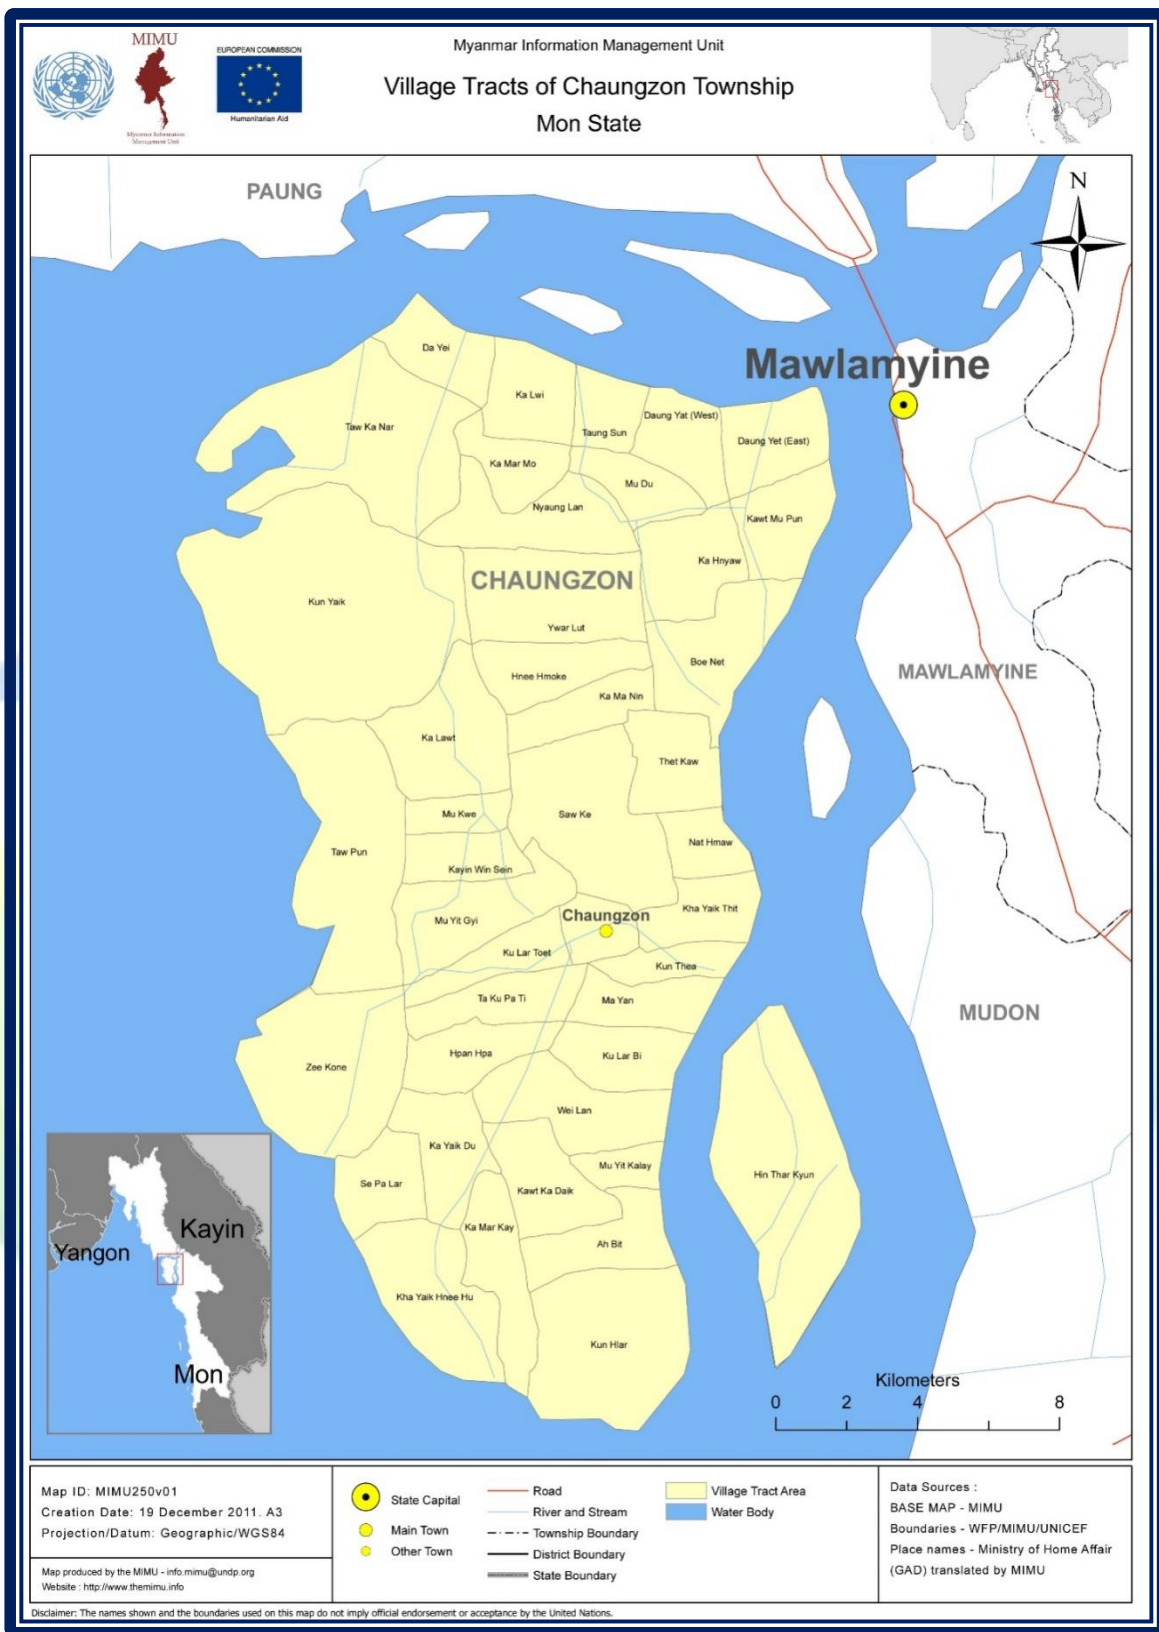 MIMU
Myanmar Information
Management Unit
EUROPEAN COMMISSION
Humanitarian Aid
Myanmar Information Management Unit
Village Tracts of Chaungzon Township
Mon State
PAUNG
N
Da Yei
Mawlamyine
Ka Lwi
Daung Yat (West)
Taw Ka Nar
Taung Sun
Daung Yet (East)
Ka Mar Mo
Mu Du
Nyaung Lan
Kawt Mu Pun
Ka Hnyaw
CHAUNGZON
Kun Yaik
Ywar Lut
Boe Net
MAWLAMYINE
Hnee Hmoke
Ka Ma Nin
Ka Lawt
Thet Kaw
Mu Kwe
Saw Ke
Nat Hmaw
Taw Pun
Kayin Win Sein
Kha Yaik Thit
Chaungzon
Mu Yit Gyi
Ku Lar Toet
Kun Thea
Ta Ku Pa Ti
Ma Yan
MUDON
Hpan Hpa
Ku Lar Bi
Zee Kone
Wei Lan
Ka Yaik Du
Mu Yit Kalay
Hin Thar Kyun
Se Pa Lar
Kawt Ka Daik
Ka Mar Kay
Ah Bit
Kha Yaik Hnee Hu
Kun Hlar
Kayin
Yangon
Mon
Kilometers
0 2 4 8
Map ID: MIMU250v01
Creation Date: 19 December 2011. A3
Projection/Datum: Geographic/WGS84
Map produced by the MIMU - info.mimu@undp.org
Website : http://www.themimu.info
State Capital
Main Town
Other Town
Road
River and Stream
Township Boundary
District Boundary
State Boundary
Village Tract Area
Water Body
Data Sources :
BASE MAP - MIMU
Boundaries - WFP/MIMU/UNICEF
Place names - Ministry of Home Affair
(GAD) translated by MIMU
Disclaimer: The names shown and the boundaries used on this map do not imply official endorsement or acceptance by the United Nations.